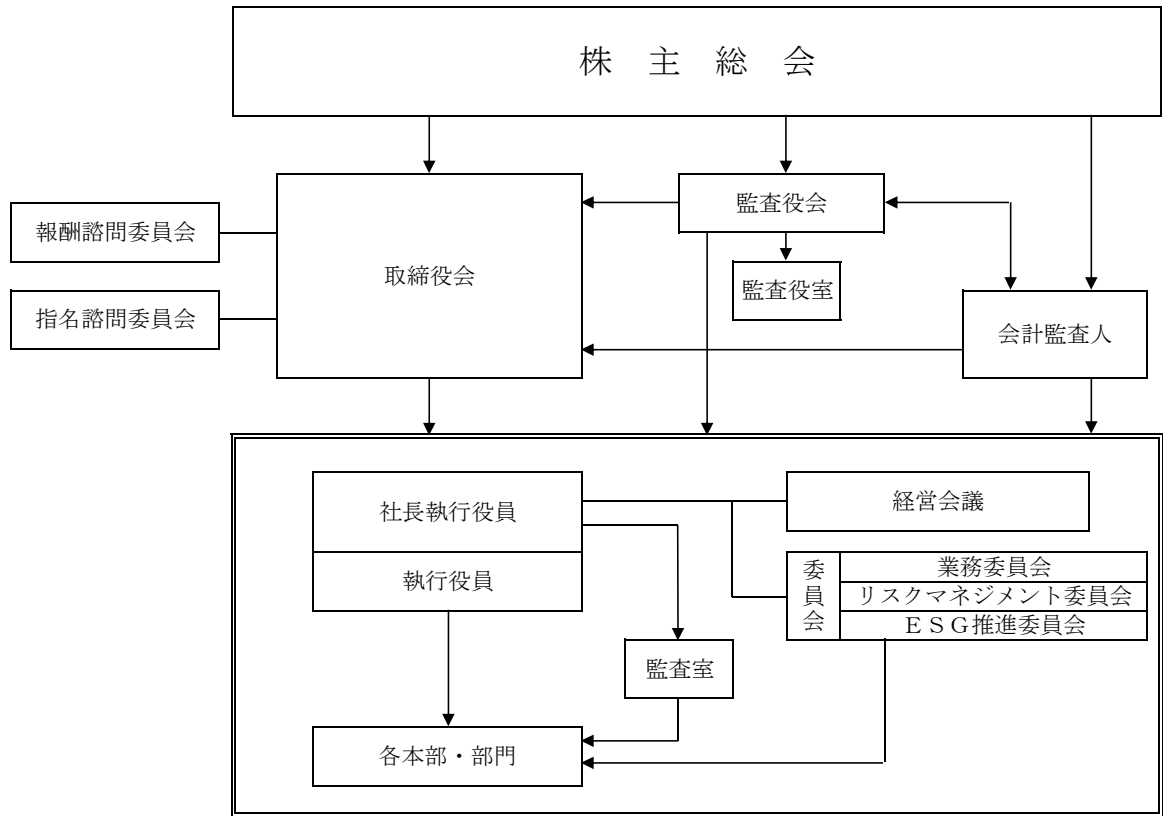 株 主 総 会
監査役会
報酬諮問委員会
取締役会
監査役室
指名諮問委員会
会計監査人
社長執行役員
経営会議
執行役員
委員会
業務委員会
リスクマネジメント委員会
ＥＳＧ推進委員会
監査室
各本部・部門